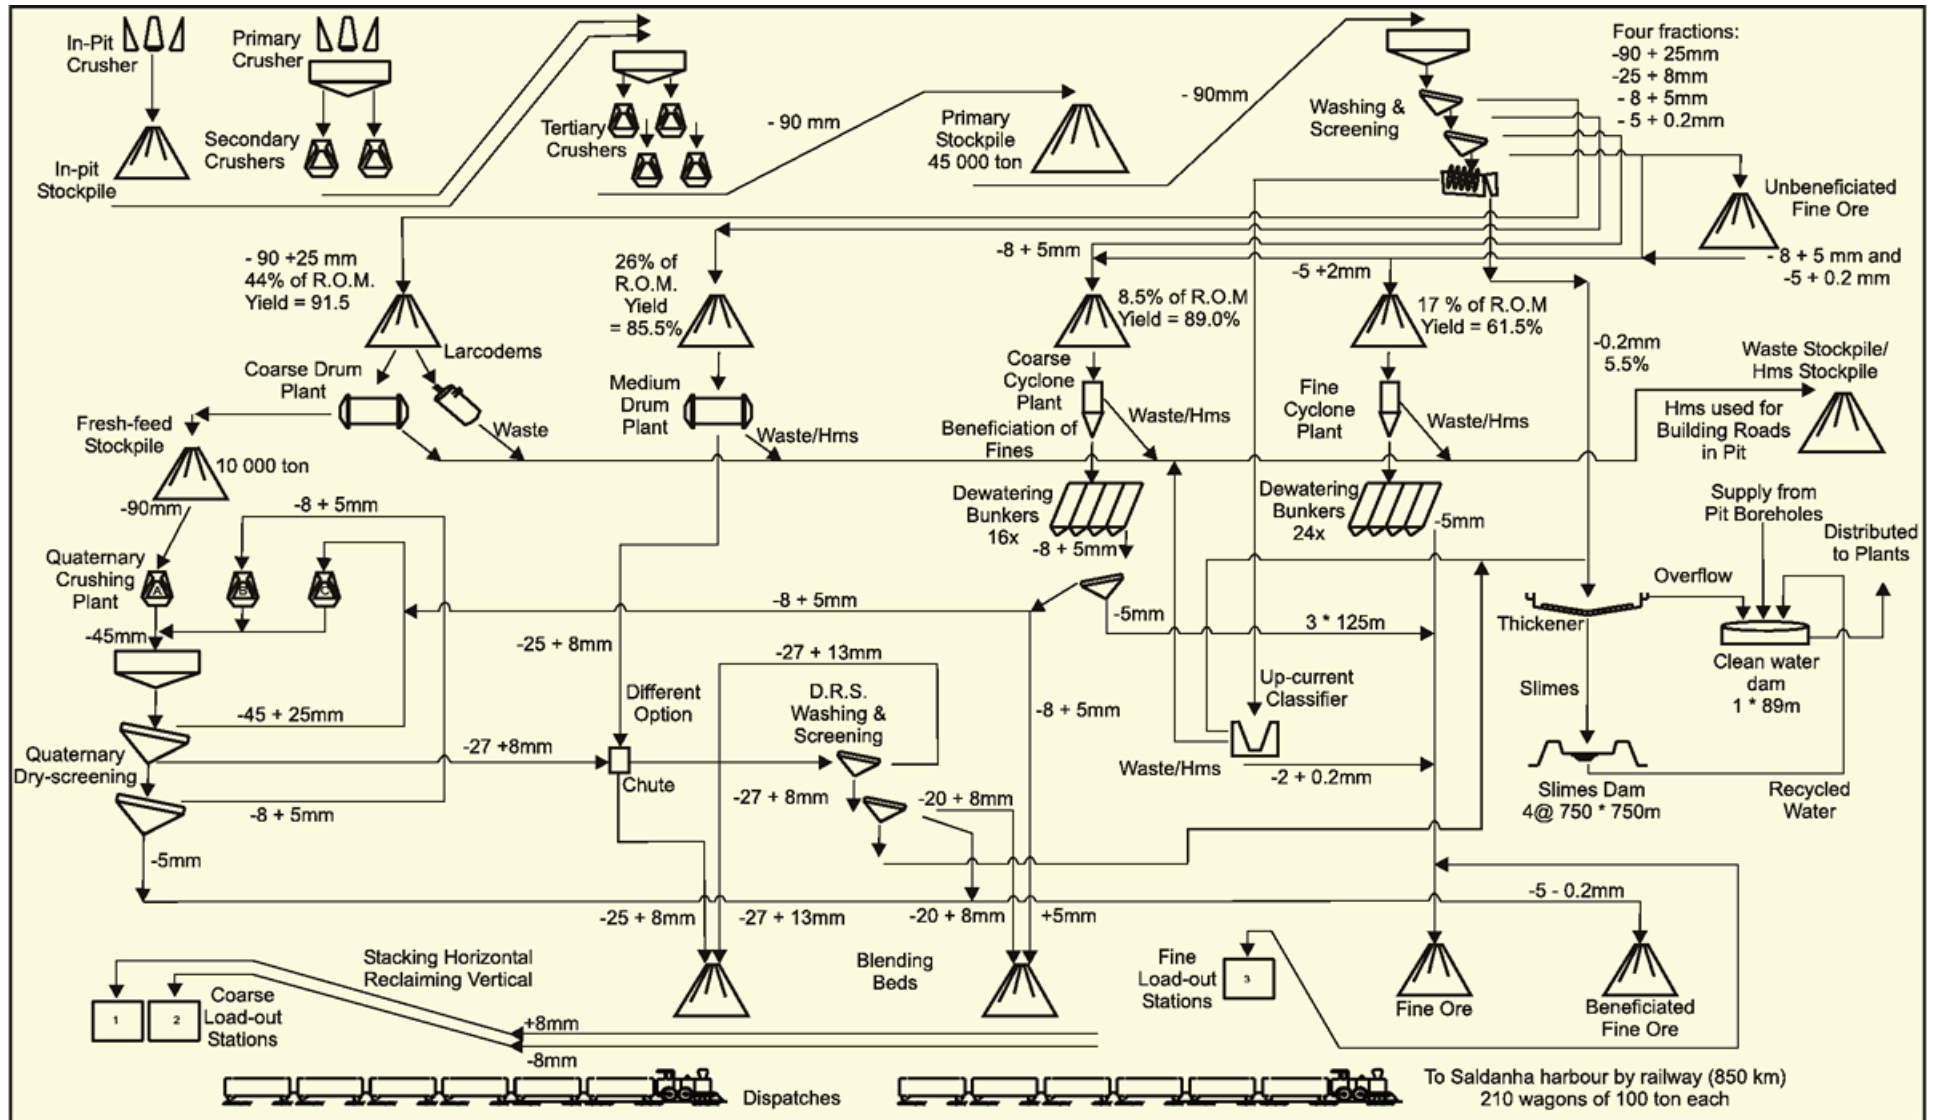 In-Pit
Crusher
Primary
Crusher
In-pit
Stockpile
Secondary
Crushers
Tertiary
Crushers
- 90 mm
Primary
Stockpile
45 000 ton
- 90mm
Washing &
Screening
Four fractions:
-90 + 25mm
-25 + 8mm
- 8 + 5mm
- 5 + 0.2mm
Unbeneficiated
Fine Ore
- 8 + 5 mm and
-5 + 0.2 mm
- 90 +25 mm
44% of R.O.M.
Yield = 91.5
26% of
R.O.M.
Yield
= 85.5%
-8 + 5mm
8.5% of R.O.M
Yield = 89.0%
-5 +2mm
17 % of R.O.M
Yield = 61.5%
-0.2mm
5.5%
Waste Stockpile/
Hms Stockpile
Hms used for
Building Roads
in Pit
Larcodems
Coarse Drum
Plant
Waste
Medium
Drum
Plant
Waste/Hms
Coarse
Cyclone
Plant
Beneficiation of
Fines
Waste/Hms
Fine
Cyclone
Plant
Waste/Hms
Fresh-feed
Stockpile
10 000 ton
-90mm
-8 + 5mm
Dewatering
Bunkers
16x
-8 + 5mm
Dewatering
Bunkers
24x
-5mm
Supply from
Pit Boreholes
Distributed
to Plants
Quaternary
Crushing
Plant
A
B
C
-45mm
-8 + 5mm
-5mm
3 * 125m
Overflow
Thickener
Clean water
dam
1 * 89m
-25 + 8mm
-27 + 13mm
Different
Option
D.R.S.
Washing &
Screening
-8 + 5mm
Up-current
Classifier
Slimes
-45 + 25mm
Quaternary
Dry-screening
-27 +8mm
Chute
-27 + 8mm
-20 + 8mm
Waste/Hms
-2 + 0.2mm
Slimes Dam
4@ 750 * 750m
Recycled
Water
-8 + 5mm
-5mm
-5 - 0.2mm
-25 + 8mm
-27 + 13mm
-20 + 8mm
+5mm
Stacking Horizontal
Reclaiming Vertical
Blending
Beds
Fine
Load-out
Stations
3
Fine Ore
Beneficiated
Fine Ore
1
2
Coarse
Load-out
Stations
+8mm
-8mm
Dispatches
To Saldanha harbour by railway (850 km)
210 wagons of 100 ton each